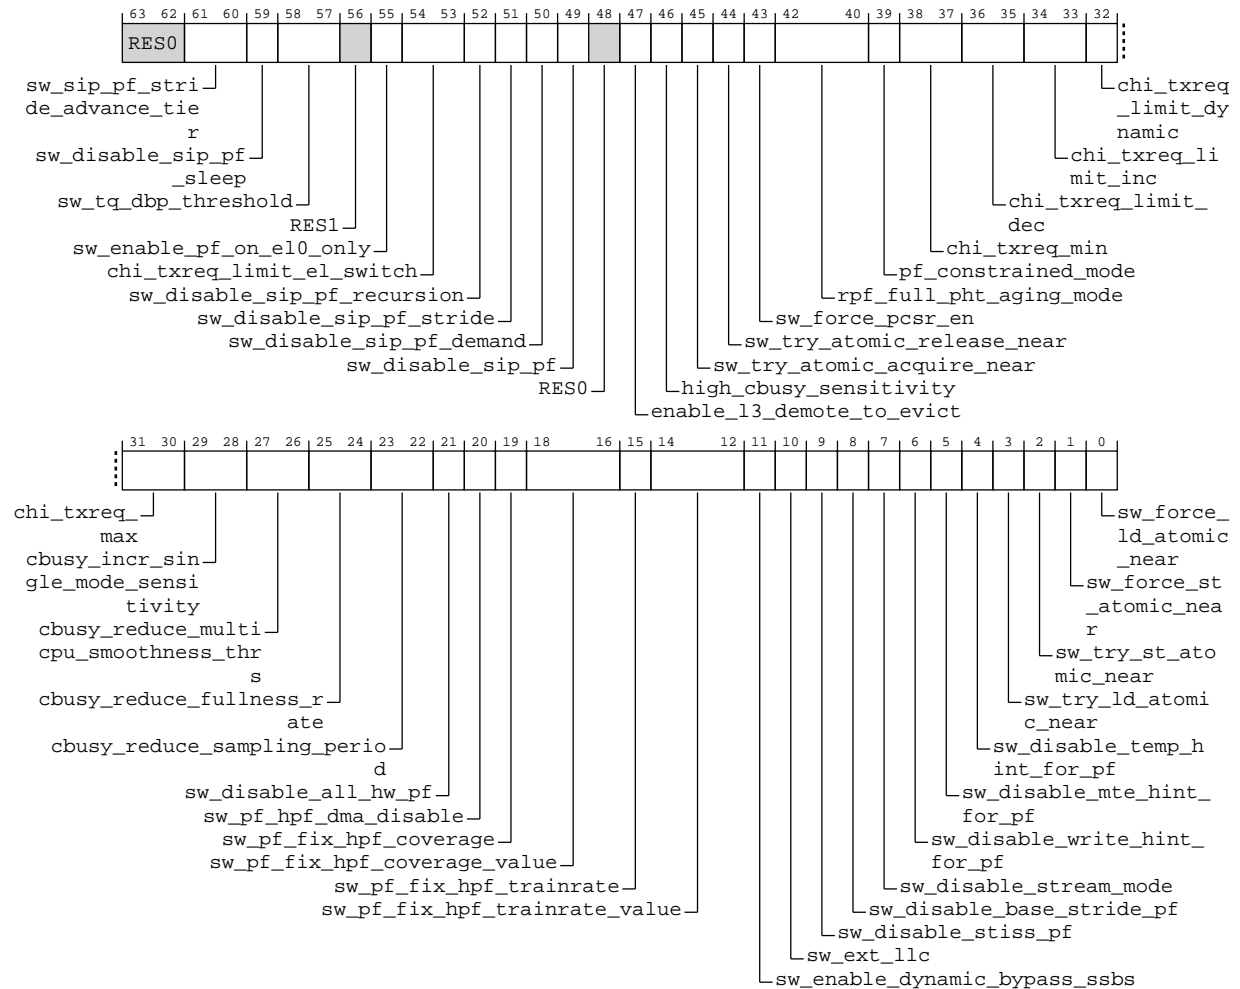 63 62 61 60 59 58 57 56 55 54 53 52 51 50 49 48 47 46 45 44 43 42 40 39 38 37 36 35 34 33 32
RES0
sw_sip_pf_stri
de_advance_tie
r
sw_disable_sip_pf
_sleep
sw_tq_dbp_threshold
RES1
sw_enable_pf_on_el0_only
chi_txreq_limit_el_switch
sw_disable_sip_pf_recursion
sw_disable_sip_pf_stride
sw_disable_sip_pf_demand
sw_disable_sip_pf
RES0
chi_txreq
_limit_dy
namic
chi_txreq_li
mit_inc
chi_txreq_limit_
dec
chi_txreq_min
pf_constrained_mode
rpf_full_pht_aging_mode
sw_force_pcsr_en
sw_try_atomic_release_near
sw_try_atomic_acquire_near
high_cbusy_sensitivity
enable_l3_demote_to_evict
31 30 29 28 27 26 25 24 23 22 21 20 19 18 16 15 14 12 11 10 9 8 7 6 5 4 3 2 1 0
chi_txreq_
max
cbusy_incr_sin
gle_mode_sensi
tivity
cbusy_reduce_multi
cpu_smoothness_thr
s
cbusy_reduce_fullness_r
ate
cbusy_reduce_sampling_perio
d
sw_disable_all_hw_pf
sw_pf_hpf_dma_disable
sw_pf_fix_hpf_coverage
sw_pf_fix_hpf_coverage_value
sw_pf_fix_hpf_trainrate
sw_pf_fix_hpf_trainrate_value
sw_force_
ld_atomic
_near
sw_force_st
_atomic_nea
r
sw_try_st_ato
mic_near
sw_try_ld_atomi
c_near
sw_disable_temp_h
int_for_pf
sw_disable_mte_hint_
for_pf
sw_disable_write_hint_
for_pf
sw_disable_stream_mode
sw_disable_base_stride_pf
sw_disable_stiss_pf
sw_ext_llc
sw_enable_dynamic_bypass_ssbs